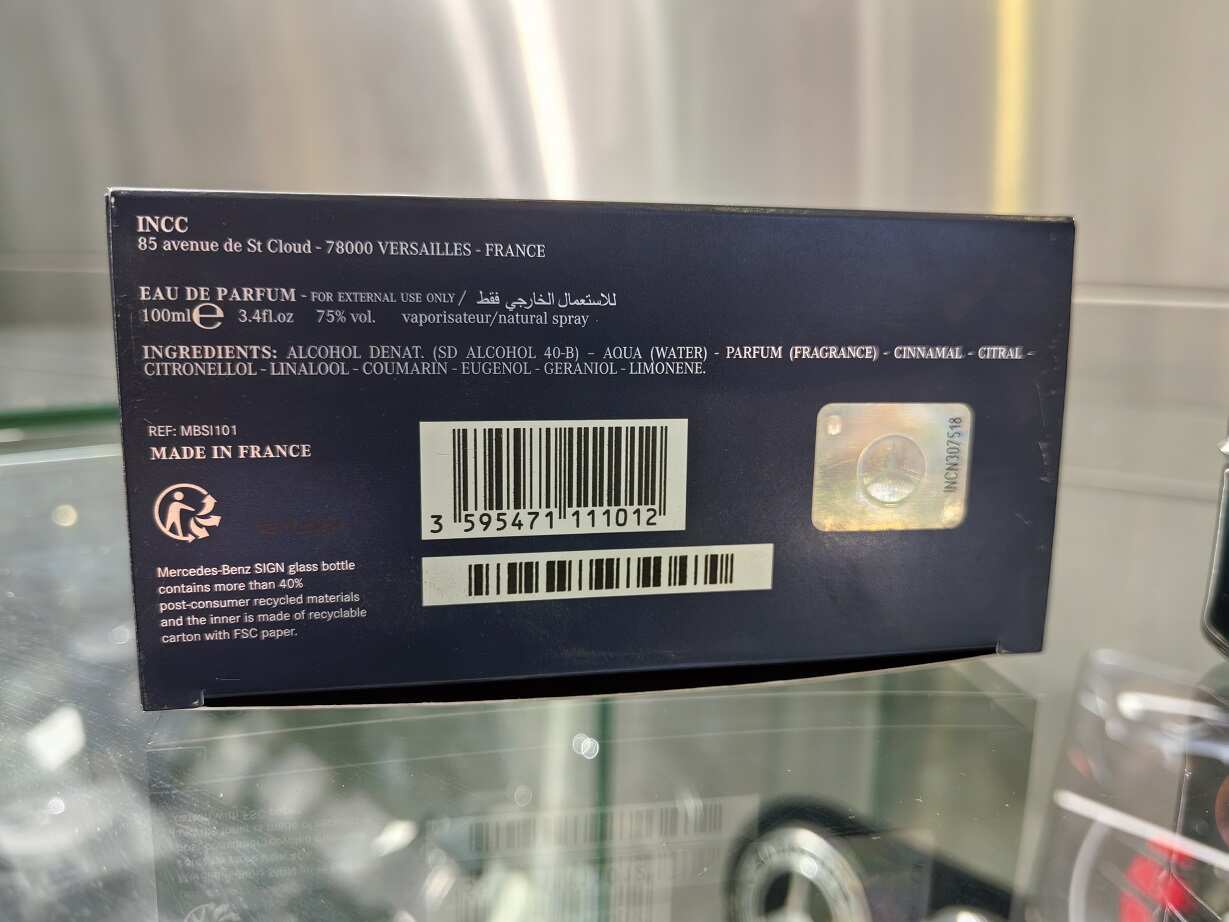 INCC
85 avenue de St Cloud - 78000 VERSAILLES - FRANCE
EAU DE PARFUM - FOR EXTERNAL USE ONLY / للاستعمال الخارجي فقط
100ml e 3.4fl.oz 75% vol. vaporisateur/natural spray
INGREDIENTS: ALCOHOL DENAT. (SD ALCOHOL 40-B) - AQUA (WATER) - PARFUM (FRAGRANCE) - CINNAMAL - CITRAL -
CITRONELLOL - LINALOOL - COUMARIN - EUGENOL - GERANIOL - LIMONENE.
REF: MBSI101
MADE IN FRANCE
3 595471 111012
INCN307518
Mercedes-Benz SIGN glass bottle
contains more than 40%
post-consumer recycled materials
and the inner is made of recyclable
carton with FSC paper.